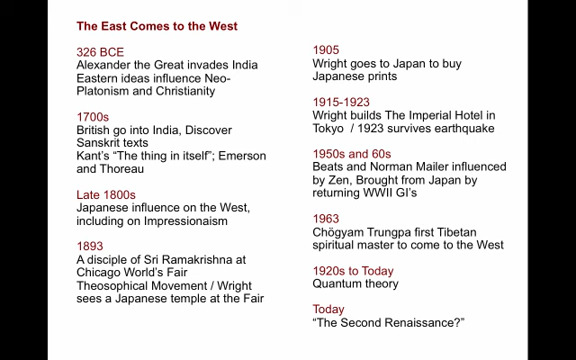 The East Comes to the West
326 BCE
Alexander the Great invades India
Eastern ideas influence Neo-
Platonism and Christianity
1700s
British go into India, Discover
Sanskrit texts
Kant's “The thing in itself”; Emerson
and Thoreau
Late 1800s
Japanese influence on the West,
including on Impressionaism
1893
A disciple of Sri Ramakrishna at
Chicago World's Fair
Theosophical Movement / Wright
sees a Japanese temple at the Fair
1905
Wright goes to Japan to buy
Japanese prints
1915-1923
Wright builds The Imperial Hotel in
Tokyo / 1923 survives earthquake
1950s and 60s
Beats and Norman Mailer influenced
by Zen, Brought from Japan by
returning WWII GI's
1963
Chögyam Trungpa first Tibetan
spiritual master to come to the West
1920s to Today
Quantum theory
Today
“The Second Renaissance?”